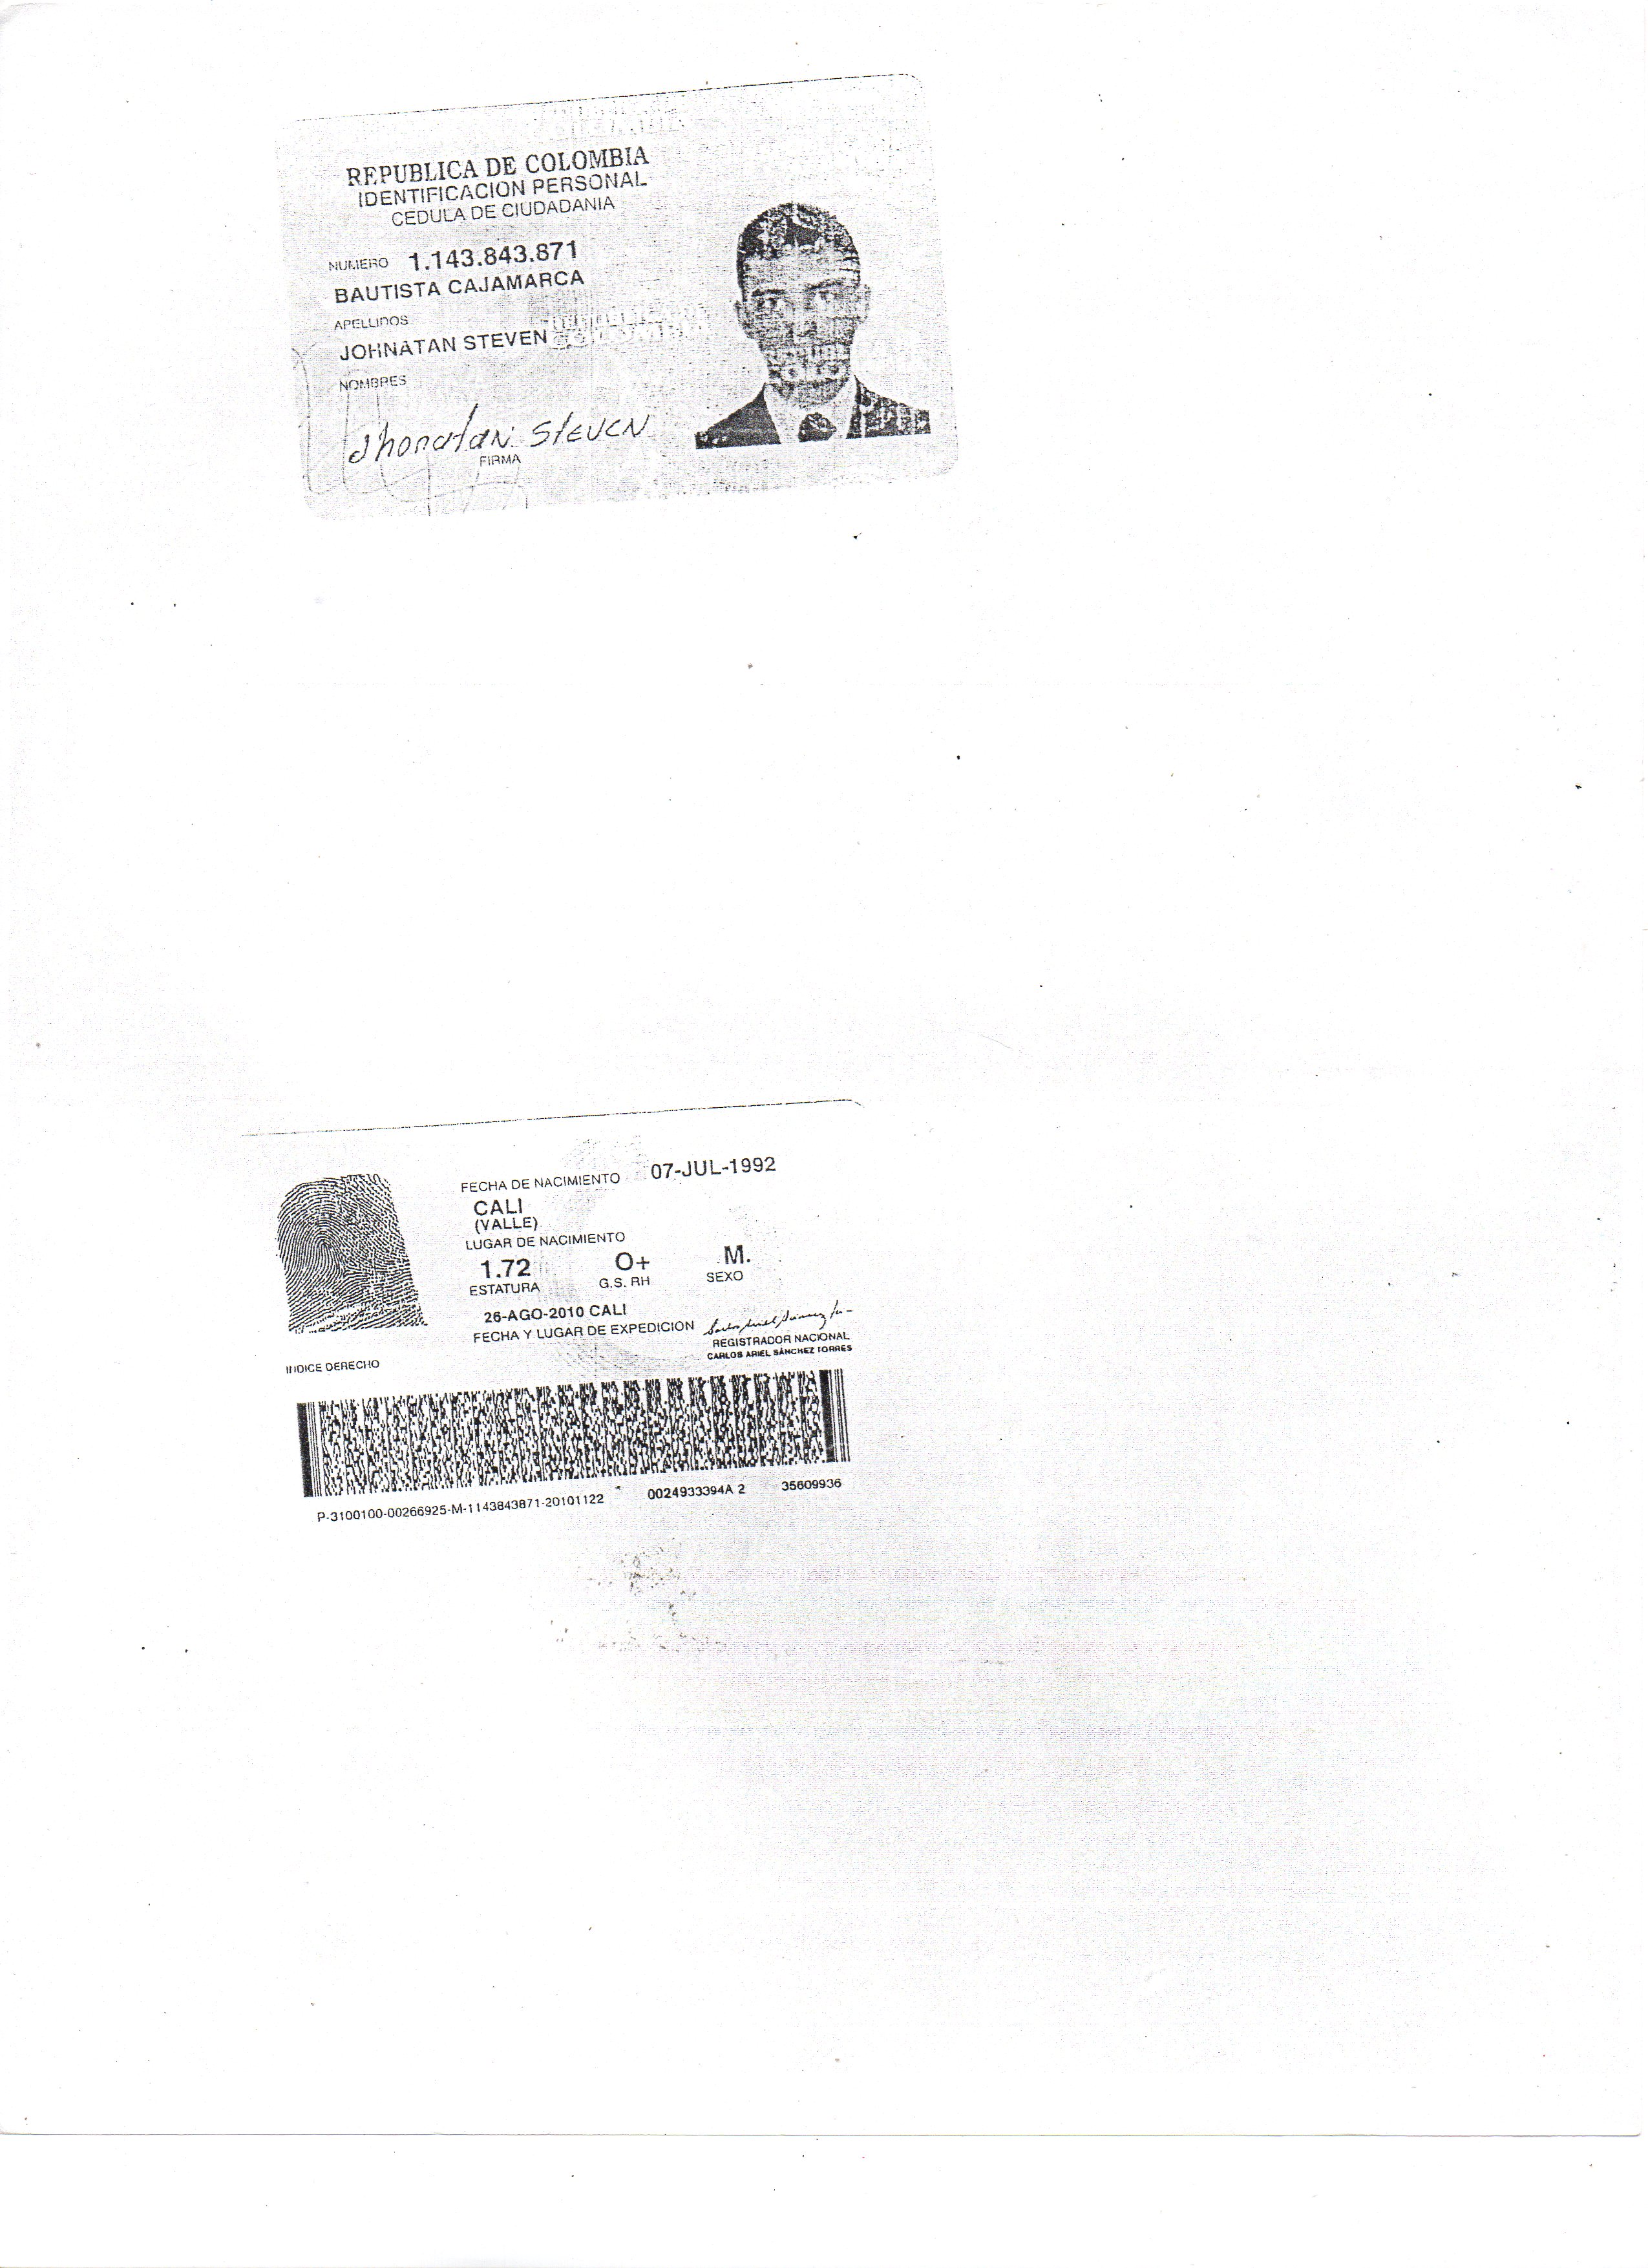 REPUBLICA DE COLOMBIA
IDENTIFICACION PERSONAL
CEDULA DE CIUDADANIA
NUMERO 1.143.843.871
BAUTISTA CAJAMARCA
APELLIDOS
JOHNATAN STEVEN
NOMBRES
Jhonatan Steven
FIRMA
FECHA DE NACIMIENTO 07-JUL-1992
CALI
(VALLE)
LUGAR DE NACIMIENTO
1.72 O+ M.
ESTATURA G.S. RH SEXO
26-AGO-2010 CALI
FECHA Y LUGAR DE EXPEDICION
REGISTRADOR NACIONAL
CARLOS ARIEL SÁNCHEZ TORRES
INDICE DERECHO
P-3100100-00266925-M-1143843871-20101122 0024933394A 2 35609936